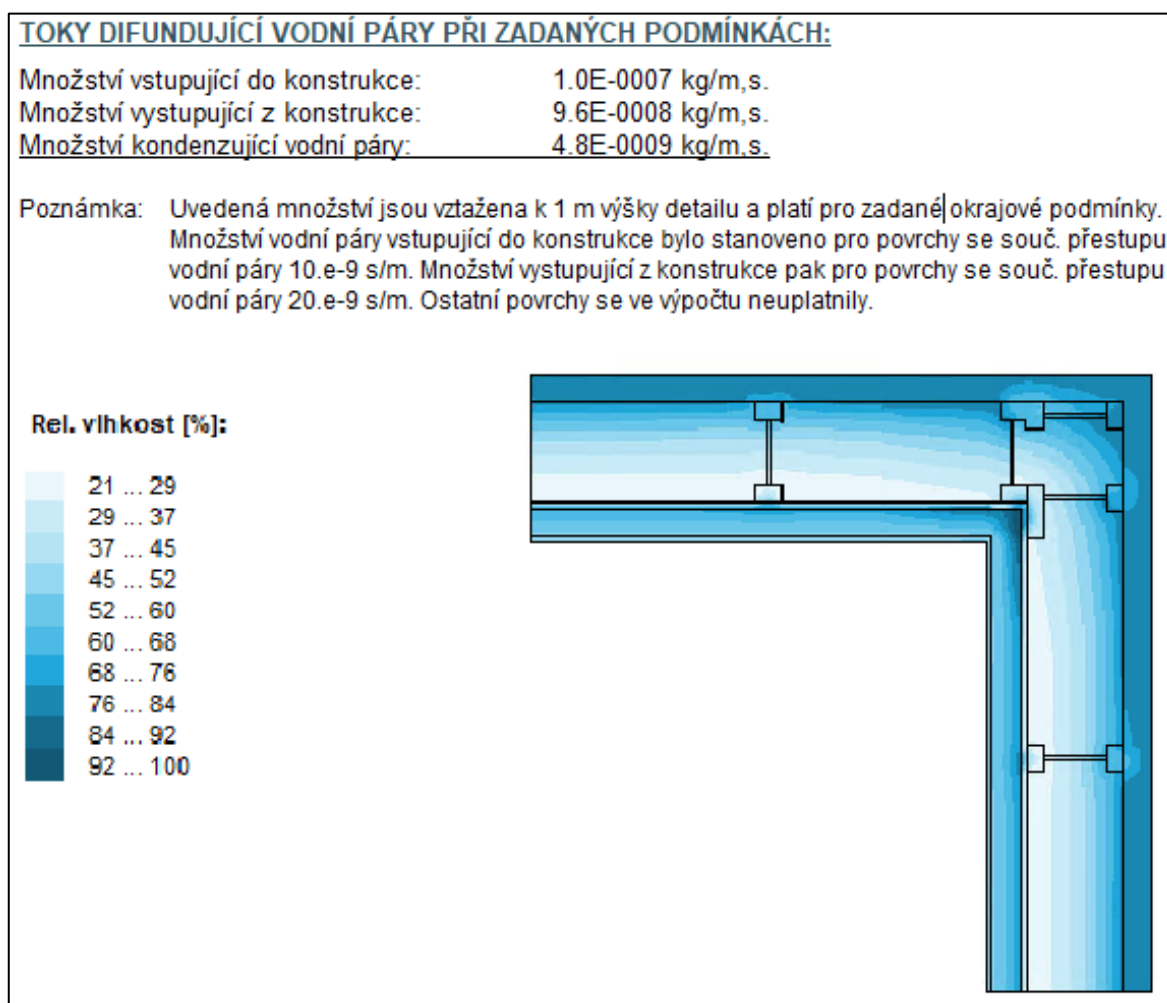 TOKY DIFUNDUJÍCÍ VODNÍ PÁRY PŘI ZADANÝCH PODMÍNKÁCH:
Množství vstupující do konstrukce: 1.0E-0007 kg/m,s.
Množství vystupující z konstrukce: 9.6E-0008 kg/m,s.
Množství kondenzující vodní páry: 4.8E-0009 kg/m,s.
Poznámka: Uvedená množství jsou vztažena k 1 m výšky detailu a platí pro zadané okrajové podmínky.
Množství vodní páry vstupující do konstrukce bylo stanoveno pro povrchy se souč. přestupu
vodní páry 10.e-9 s/m. Množství vystupující z konstrukce pak pro povrchy se souč. přestupu
vodní páry 20.e-9 s/m. Ostatní povrchy se ve výpočtu neuplatnily.
Rel. vlhkost [%]:
21 ... 29
29 ... 37
37 ... 45
45 ... 52
52 ... 60
60 ... 68
68 ... 76
76 ... 84
84 ... 92
92 ... 100